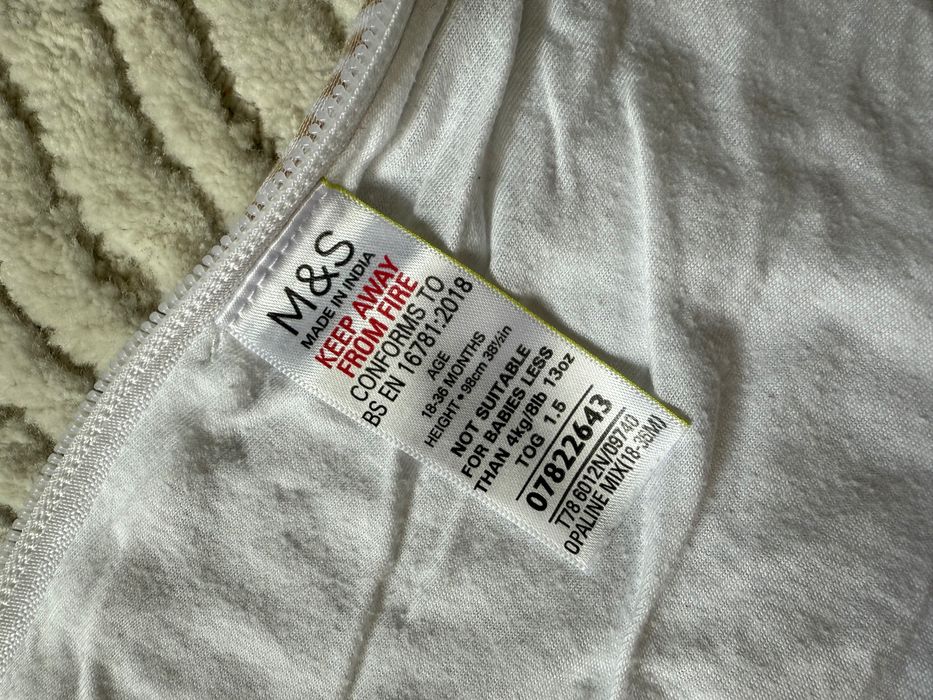 M&S
MADE IN INDIA
KEEP AWAY
FROM FIRE
CONFORMS TO
BS EN 16781:2018
AGE
18-36 MONTHS
HEIGHT • 98cm 38½in
NOT SUITABLE
FOR BABIES LESS
THAN 4kg/8lb 13oz
TOG 1.5
07822643
T78 6012N/09740
OPALINE MIX(18-35M)